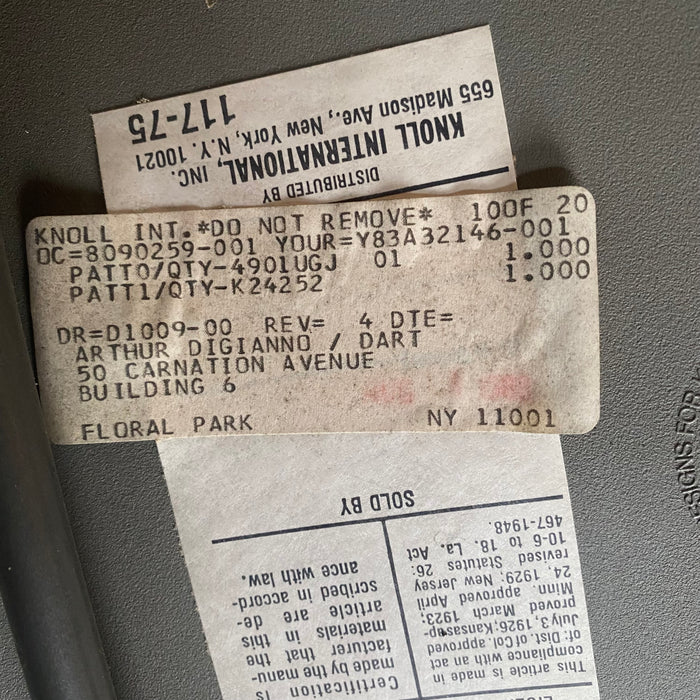 KNOLL INT.*DO NOT REMOVE* 100F 20
OC=8090259-001 YOUR=Y83A32146-001
PATT0/QTY-4901UGJ 01 1.000
PATT1/QTY-K24252 1.000
DR=D1009-00 REV= 4 DTE=
ARTHUR DIGIANNO / DART
50 CARNATION AVENUE
BUILDING 6
FLORAL PARK NY 11001
This article is made in
compliance with an act
of: Dist. of Col. approved
July 3, 1926; Kansas ap-
proved March 1923;
Minn. approved April
24, 1929: New Jersey
revised Statutes 26:
10-6 to 18. La. Act
467-1948.
Certification is
made by the manu-
facturer that the
materials in this
article are de-
scribed in accord-
ance with law.
SOLD BY
DISTRIBUTED BY
KNOLL INTERNATIONAL, INC.
655 Madison Ave., New York, N.Y. 10021
117-75
ESIGNS FOR